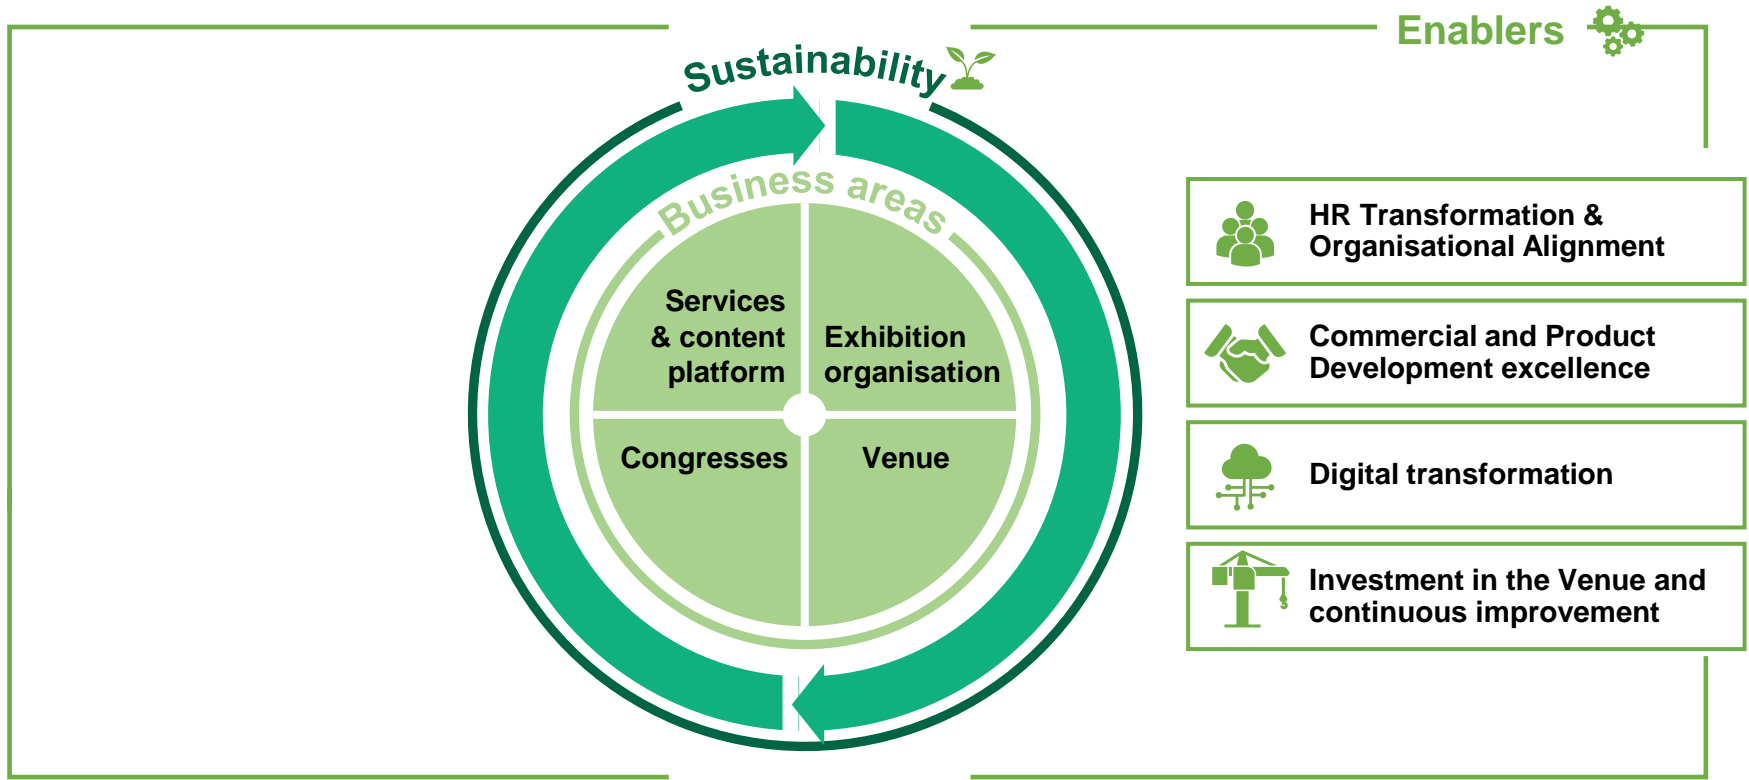 Enablers
Sustainability
Business areas
Services
& content
platform
Exhibition
organisation
Congresses
Venue
HR Transformation &
Organisational Alignment
Commercial and Product
Development excellence
Digital transformation
Investment in the Venue and
continuous improvement